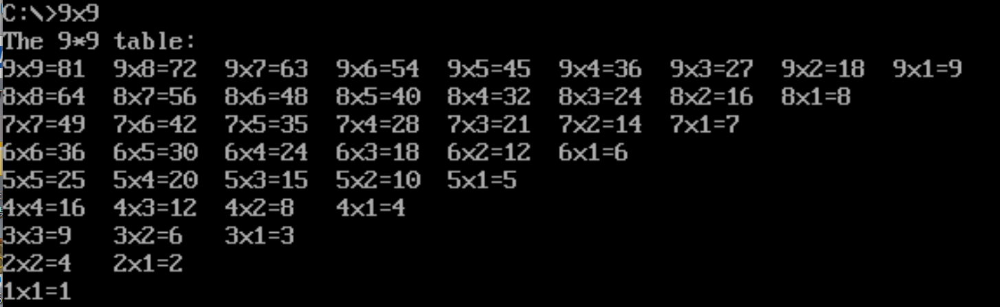 C:\>9x9
The 9*9 table:
9x9=81  9x8=72  9x7=63  9x6=54  9x5=45  9x4=36  9x3=27  9x2=18  9x1=9
8x8=64  8x7=56  8x6=48  8x5=40  8x4=32  8x3=24  8x2=16  8x1=8
7x7=49  7x6=42  7x5=35  7x4=28  7x3=21  7x2=14  7x1=7
6x6=36  6x5=30  6x4=24  6x3=18  6x2=12  6x1=6
5x5=25  5x4=20  5x3=15  5x2=10  5x1=5
4x4=16  4x3=12  4x2=8   4x1=4
3x3=9   3x2=6   3x1=3
2x2=4   2x1=2
1x1=1